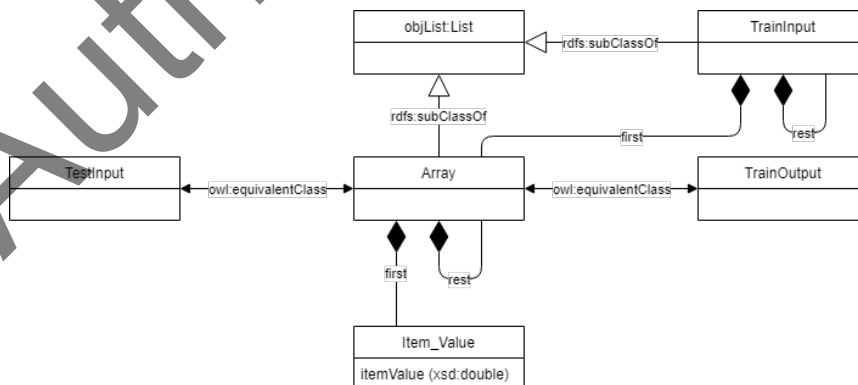 objList:List
TrainInput
rdfs:subClassOf
rdfs:subClassOf
first
rest
TestInput
owl:equivalentClass
Array
owl:equivalentClass
TrainOutput
first
rest
Item_Value
itemValue (xsd:double)
Auth